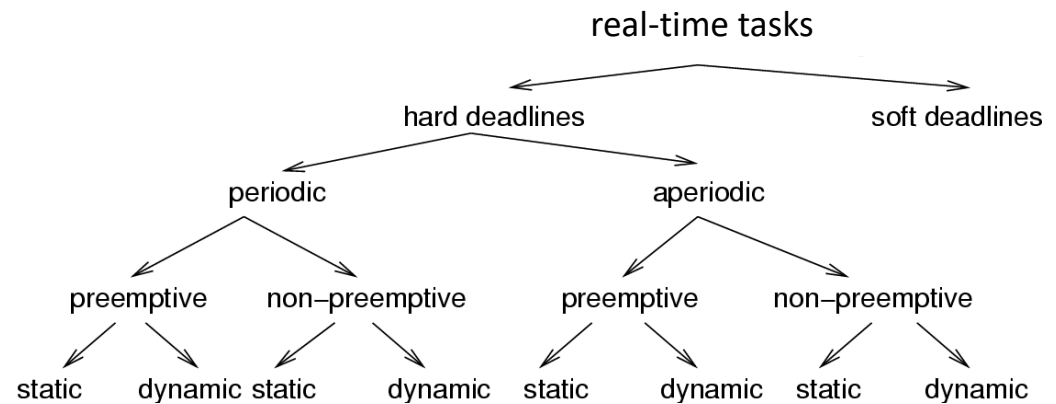 real-time tasks
hard deadlines soft deadlines
periodic aperiodic
preemptive non–preemptive preemptive non–preemptive
static dynamic static dynamic static dynamic static dynamic